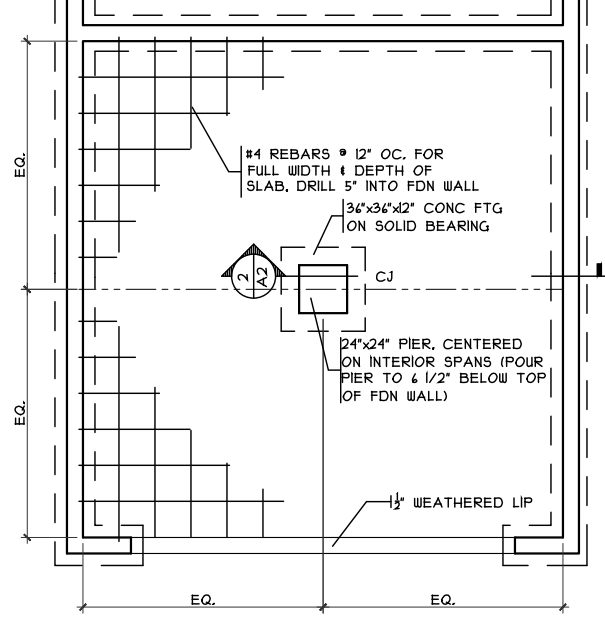 #4 REBARS @ 12" OC, FOR
FULL WIDTH & DEPTH OF
SLAB, DRILL 5" INTO FDN WALL
EQ.
36"x36"x12" CONC FTG
ON SOLID BEARING
2
A2
CJ
24"x24" PIER, CENTERED
ON INTERIOR SPANS (POUR
PIER TO 6 1/2" BELOW TOP
OF FDN WALL)
EQ.
1½" WEATHERED LIP
EQ.
EQ.